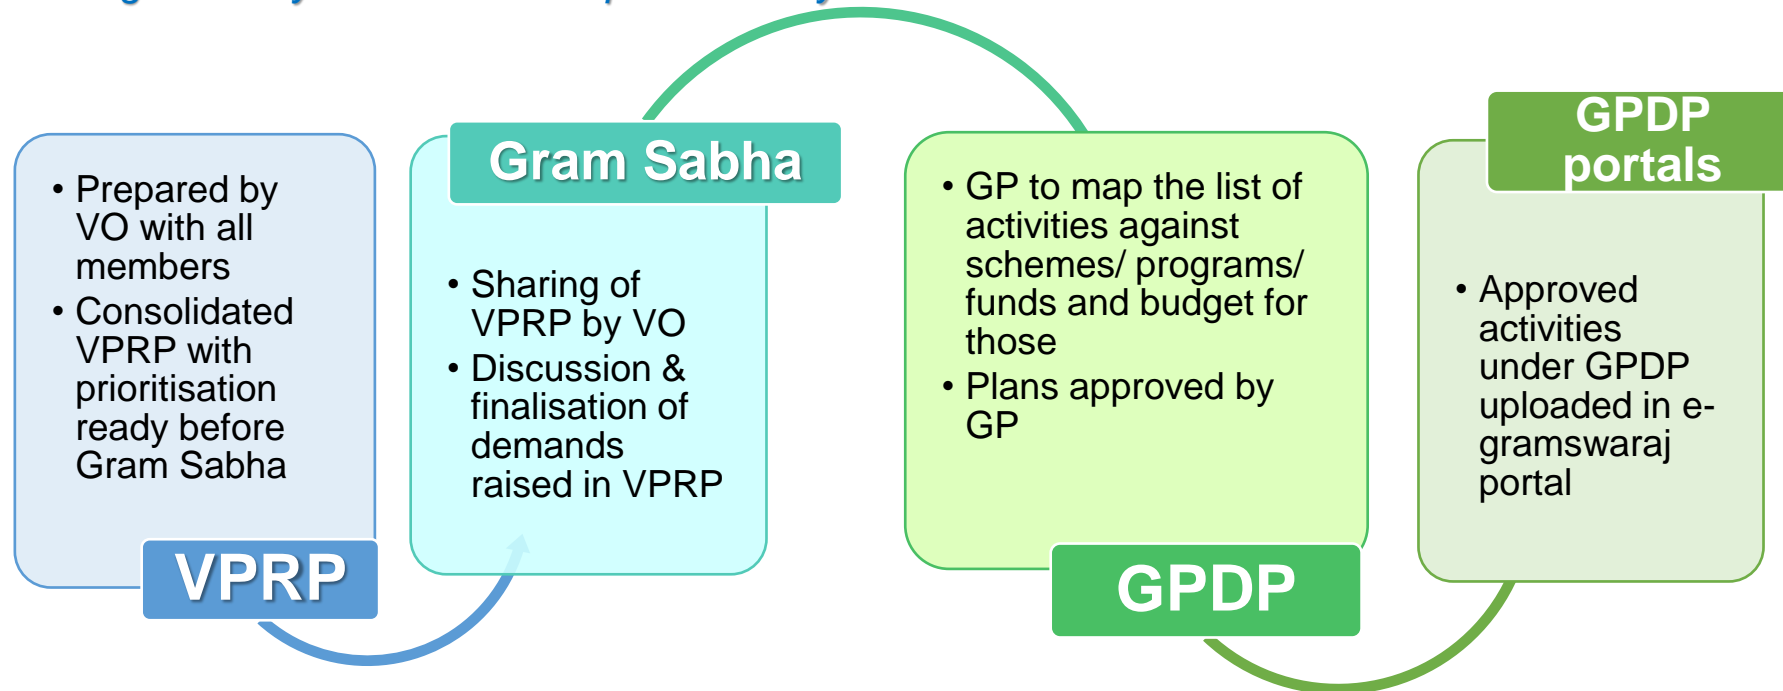 VPRP
• Prepared by
VO with all
members
• Consolidated
VPRP with
prioritisation
ready before
Gram Sabha
Gram Sabha
• Sharing of
VPRP by VO
• Discussion &
finalisation of
demands
raised in VPRP
GPDP
• GP to map the list of
activities against
schemes/ programs/
funds and budget for
those
• Plans approved by
GP
GPDP
portals
• Approved
activities
under GPDP
uploaded in e-
gramswaraj
portal